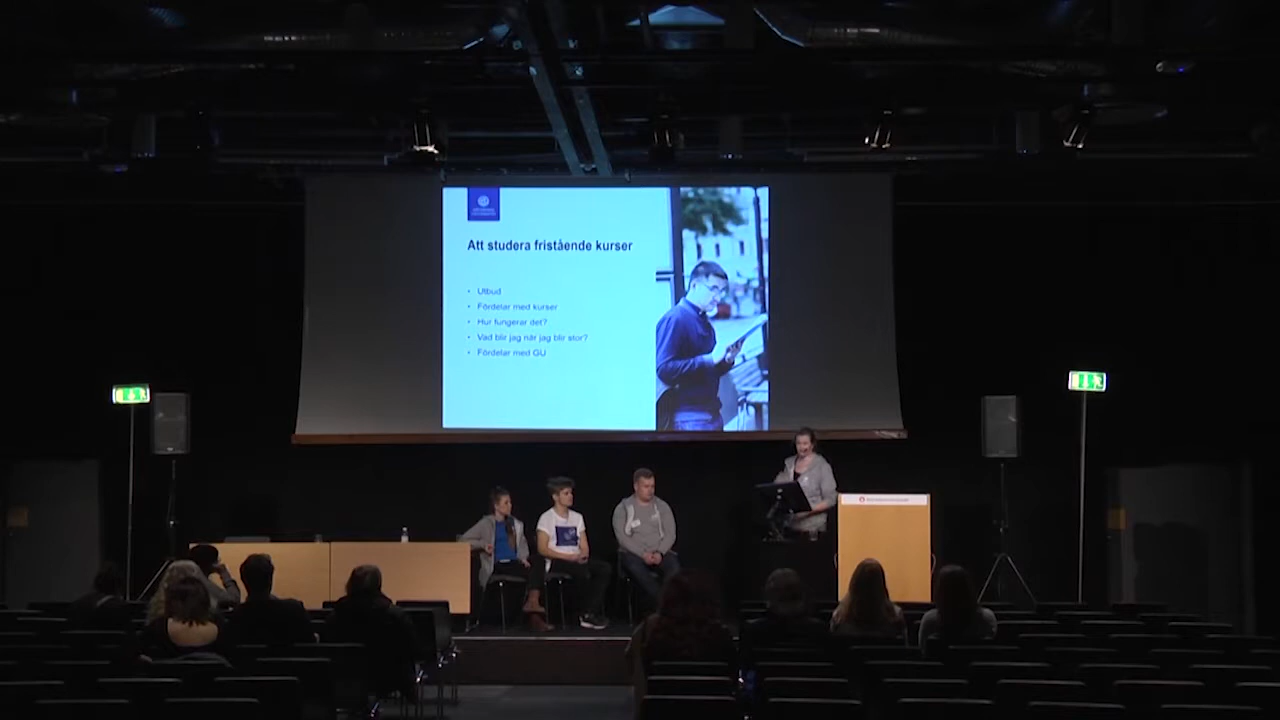 Att studera fristående kurser
• Utbud
• Fördelar med kurser
• Hur fungerar det?
• Vad blir jag när jag blir stor?
• Fördelar med GU